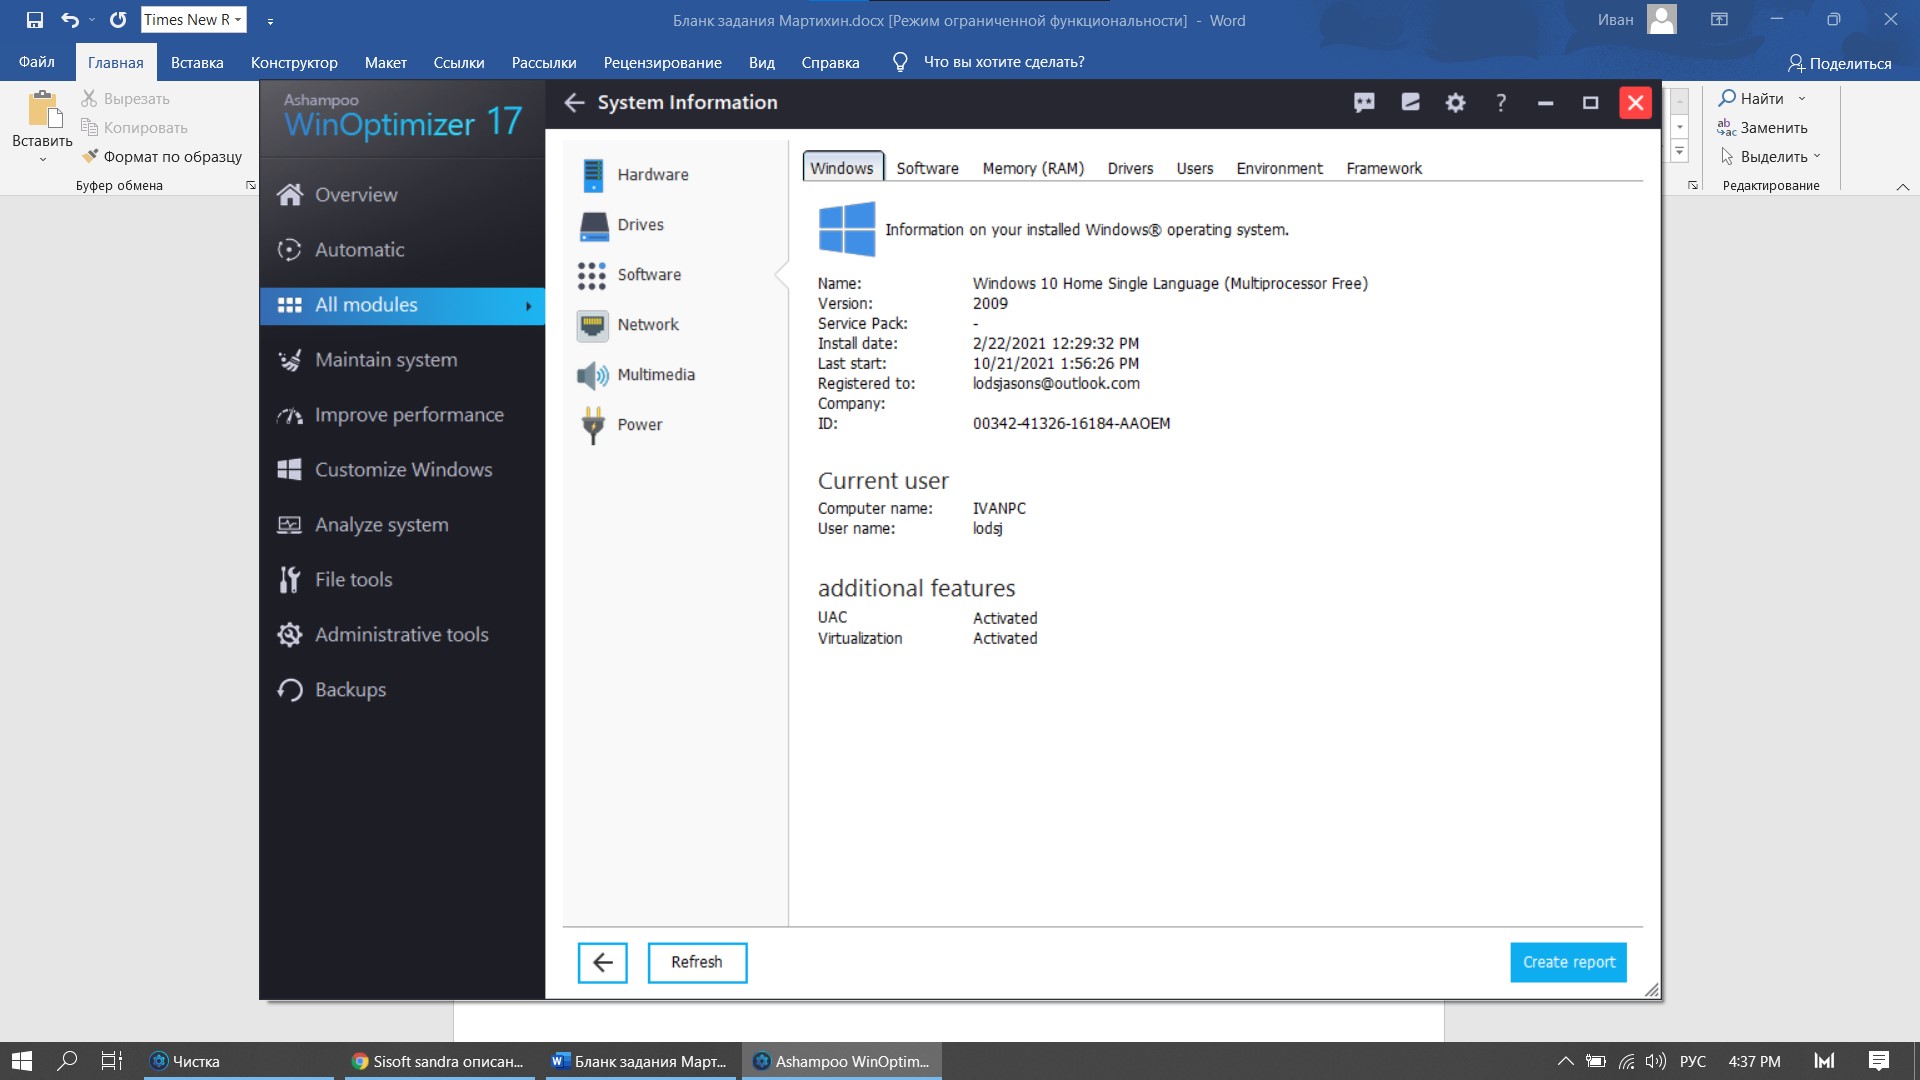 Times New R
Бланк задания Мартихин.docx [Режим ограниченной функциональности] - Word
Иван
Файл
Главная
Вставка
Конструктор
Макет
Ссылки
Рассылки
Рецензирование
Вид
Справка
Что вы хотите сделать?
Поделиться
Вставить
Вырезать
Копировать
Формат по образцу
Буфер обмена
Найти
Заменить
Выделить
Редактирование
Ashampoo
WinOptimizer 17
Overview
Automatic
All modules
Maintain system
Improve performance
Customize Windows
Analyze system
File tools
Administrative tools
Backups
System Information
?
Hardware
Drives
Software
Network
Multimedia
Power
Windows Software Memory (RAM) Drivers Users Environment Framework
Information on your installed Windows® operating system.
Name: Windows 10 Home Single Language (Multiprocessor Free)
Version: 2009
Service Pack: -
Install date: 2/22/2021 12:29:32 PM
Last start: 10/21/2021 1:56:26 PM
Registered to: lodsjasons@outlook.com
Company:
ID: 00342-41326-16184-AAOEM
Current user
Computer name: IVANPC
User name: lodsj
additional features
UAC Activated
Virtualization Activated
Refresh
Create report
Чистка
Sisoft sandra описан...
Бланк задания Март...
Ashampoo WinOptim...
РУС
4:37 PM